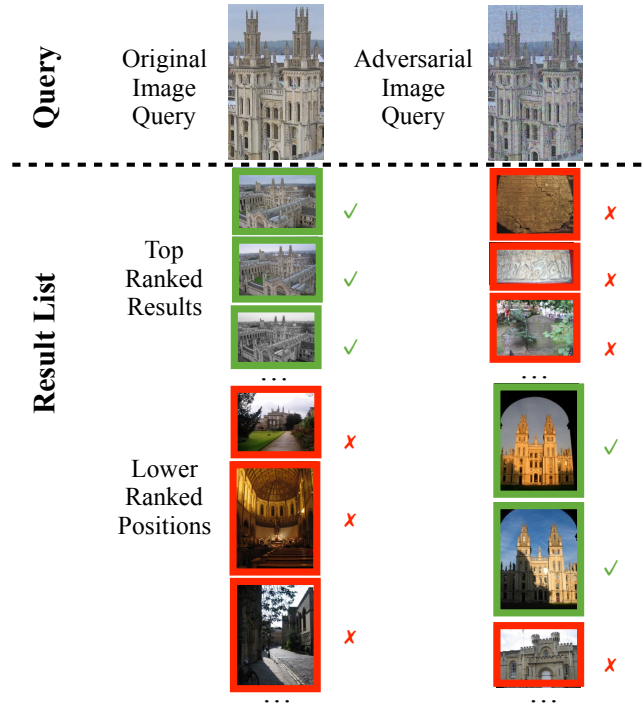 Query
Original
Image
Query
Adversarial
Image
Query
Result List
Top
Ranked
Results
✓
✓
✓
...
✗
✗
✗
...
Lower
Ranked
Positions
✗
✗
✗
...
✓
✓
✗
...